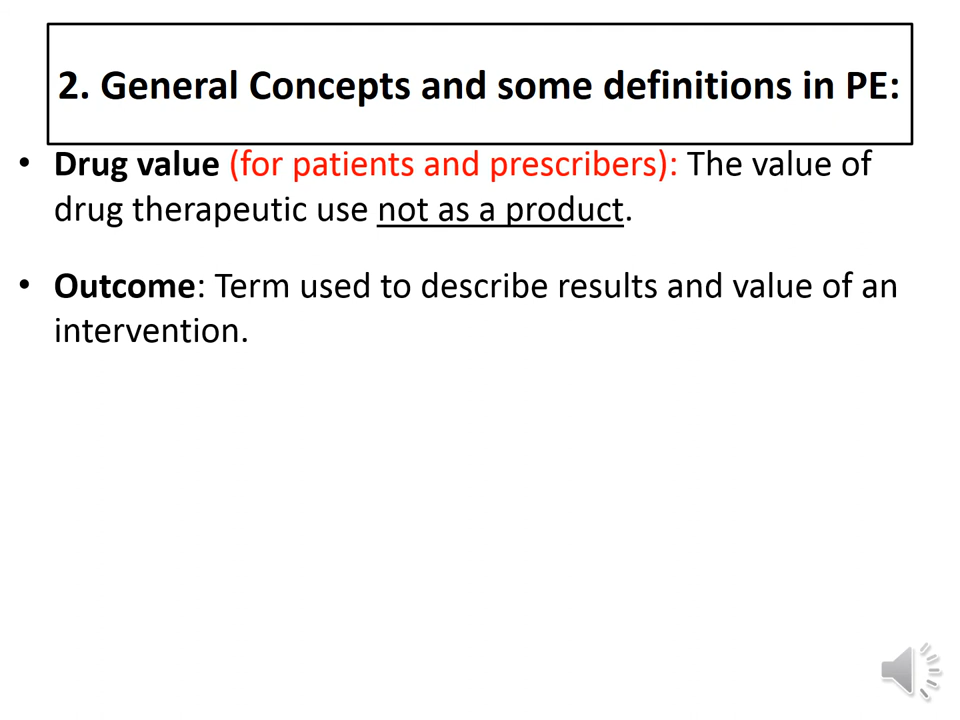 2. General Concepts and some definitions in PE:
• Drug value (for patients and prescribers): The value of
drug therapeutic use not as a product.
• Outcome: Term used to describe results and value of an
intervention.